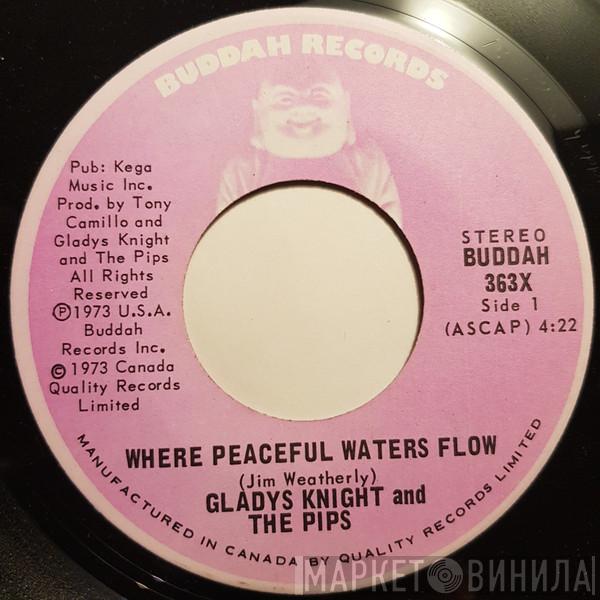 BUDDAH RECORDS
Pub: Kega
Music Inc.
Prod. by Tony
Camillo and
Gladys Knight
and The Pips
All Rights
Reserved
Ⓟ1973 U.S.A.
Buddah
Records Inc.
©1973 Canada
Quality Records
Limited
STEREO
BUDDAH
363X
Side 1
(ASCAP) 4:22
WHERE PEACEFUL WATERS FLOW
(Jim Weatherly)
GLADYS KNIGHT and
THE PIPS
MANUFACTURED IN CANADA BY QUALITY RECORDS LIMITED
МАРКЕТ ВИНИЛА